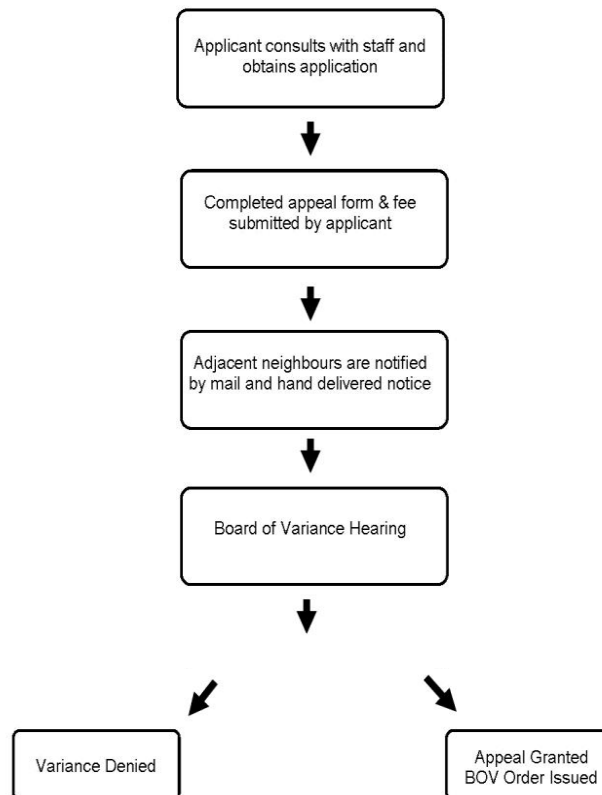 Applicant consults with staff and
obtains application
Completed appeal form & fee
submitted by applicant
Adjacent neighbours are notified
by mail and hand delivered notice
Board of Variance Hearing
Variance Denied
Appeal Granted
BOV Order Issued